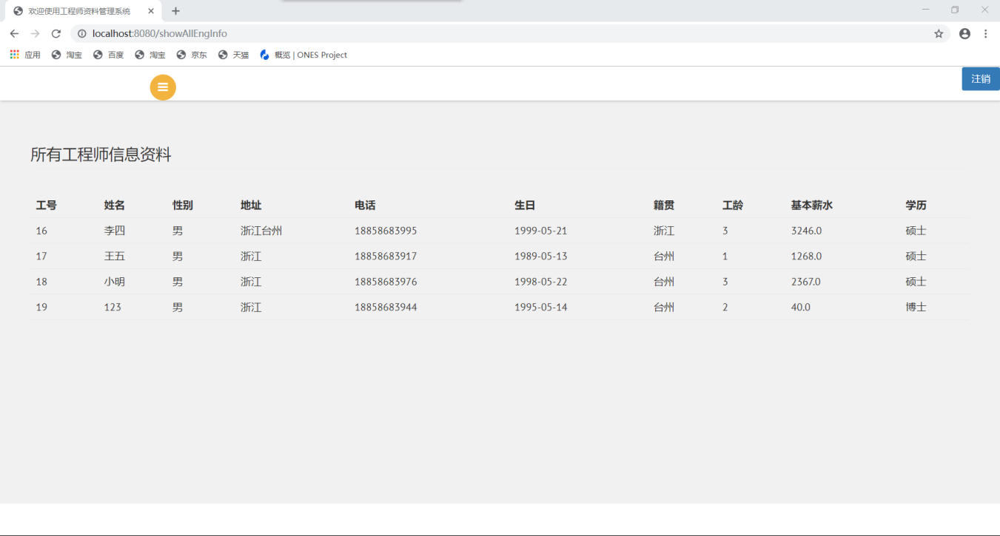 欢迎使用工程师资料管理系统
localhost:8080/showAllEngInfo
应用 淘宝 百度 淘宝 京东 天猫 概览 | ONES Project
注销
所有工程师信息资料
工号 姓名 性别 地址 电话 生日 籍贯 工龄 基本薪水 学历
16 李四 男 浙江台州 18858683995 1999-05-21 浙江 3 3246.0 硕士
17 王五 男 浙江 18858683917 1989-05-13 台州 1 1268.0 硕士
18 小明 男 浙江 18858683976 1998-05-22 台州 3 2367.0 硕士
19 123 男 浙江 18858683944 1995-05-14 台州 2 40.0 博士